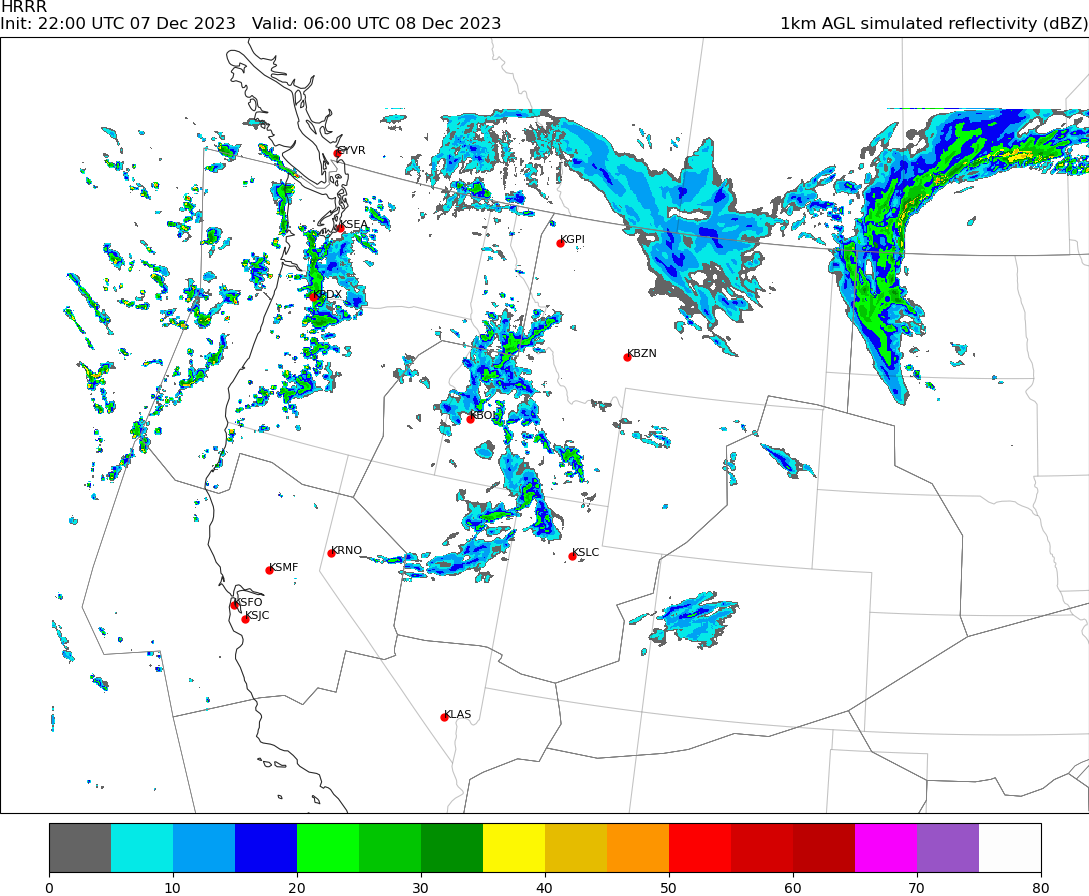 HRRR
Init: 22:00 UTC 07 Dec 2023   Valid: 06:00 UTC 08 Dec 2023
1km AGL simulated reflectivity (dBZ)
CYVR
KSEA
KGPI
KPDX
KBZN
KBOI
KRNO
KSLC
KSMF
KSFO
KSJC
KLAS
0 10 20 30 40 50 60 70 80